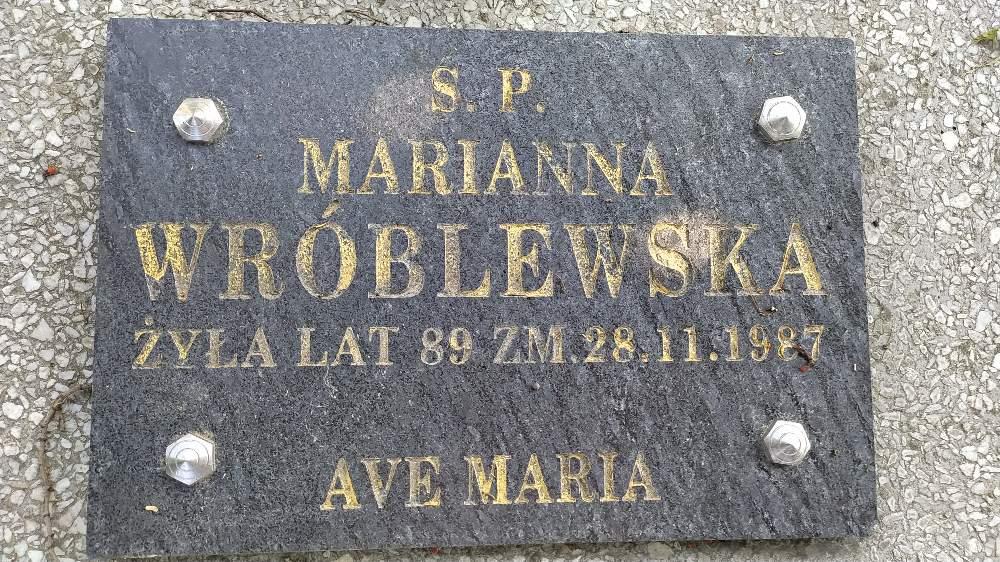 S. P.
MARIANNA
WRÓBLEWSKA
ŻYŁA LAT 89 ZM. 28.11.1987
AVE MARIA